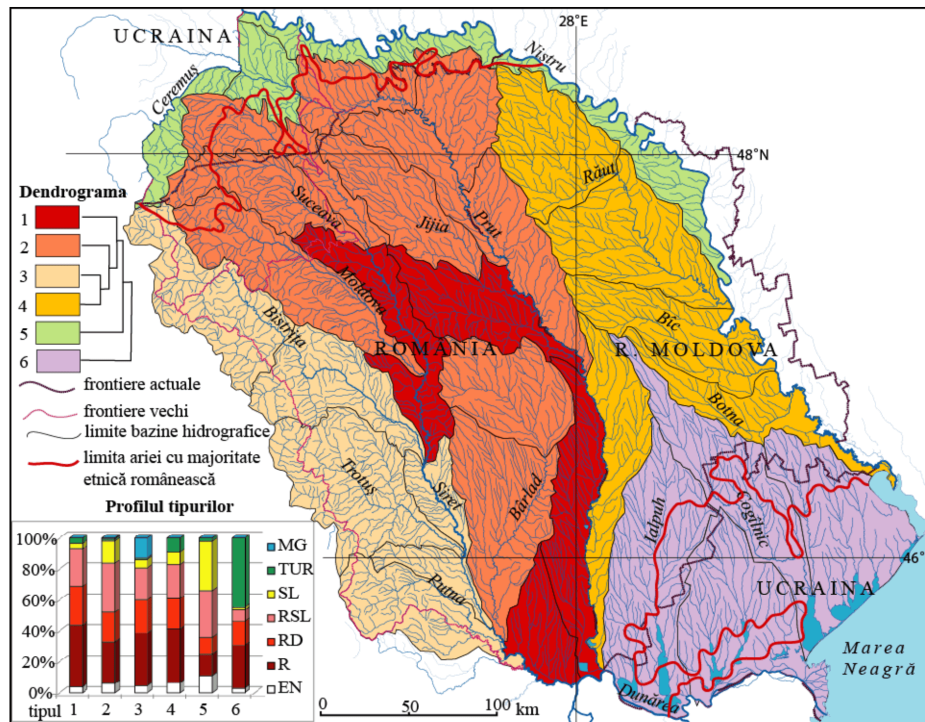 28°E
UCRAINA
Nistru
Ceremuș
48°N
Răut
Dendrograma
1
2
3
4
5
6
Suceava
Jijia
Prut
Moldova
Bistrița
Bîc
ROMÂNIA
R. MOLDOVA
Botna
frontiere actuale
frontiere vechi
limite bazine hidrografice
limita ariei cu majoritate
etnică românească
Trotuș
Siret
Bârlad
Ialpuh
Cogîlnic
Profilul tipurilor
100%
80%
60%
40%
20%
0%
MG
TUR
SL
RSL
RD
R
EN
tipul 1 2 3 4 5 6
Putna
46°
UCRAINA
Marea
Neagră
Dunărea
0 50 100 km